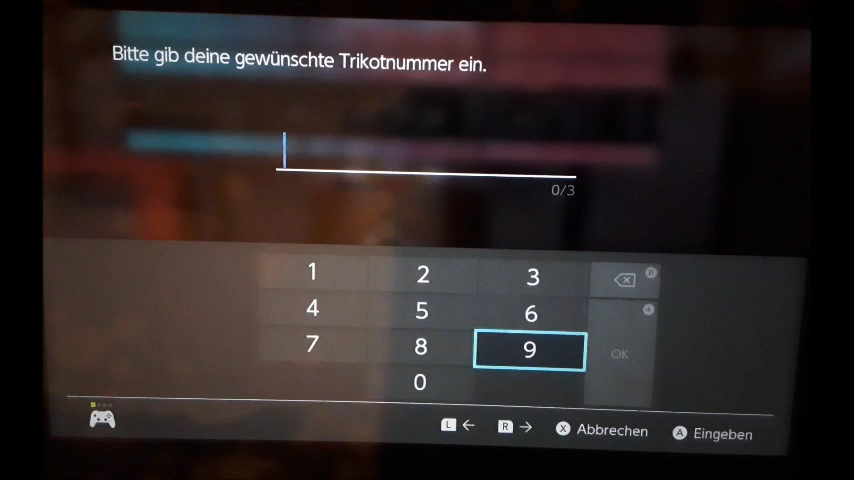 Bitte gib deine gewünschte Trikotnummer ein.
0/3
1 2 3
4 5 6
7 8 9 OK
0
L ← R → X Abbrechen A Eingeben